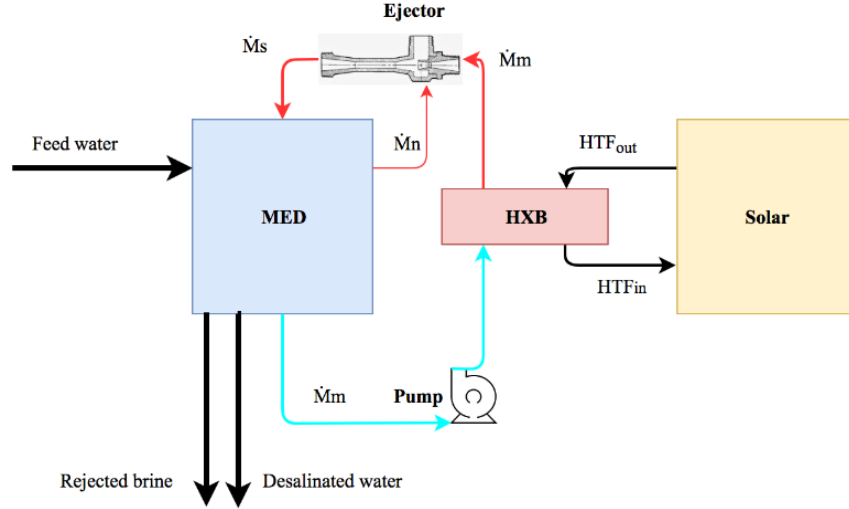 Ejector
Ṁs
Ṁm
Feed water
Ṁn
HTFout
MED
HXB
Solar
HTFin
Ṁm
Pump
Rejected brine
Desalinated water